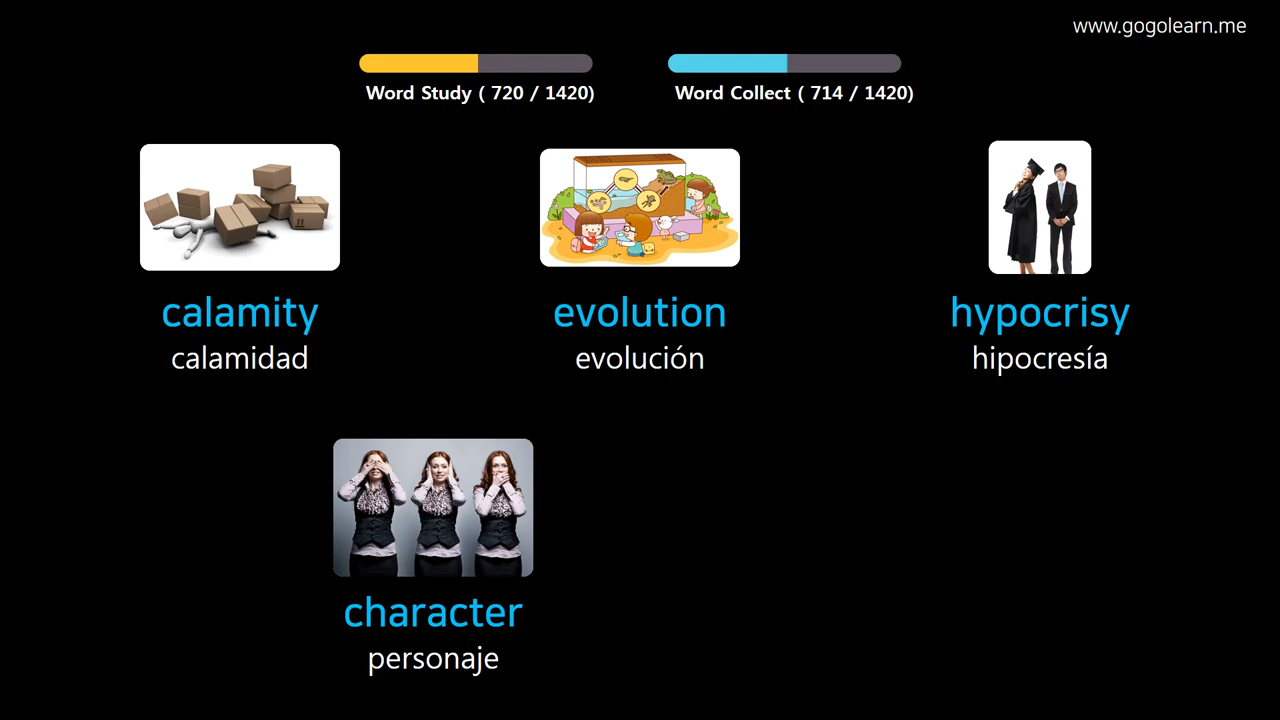 www.gogolearn.me
Word Study ( 720 / 1420)
Word Collect ( 714 / 1420)
calamity
calamidad
evolution
evolución
hypocrisy
hipocresía
character
personaje